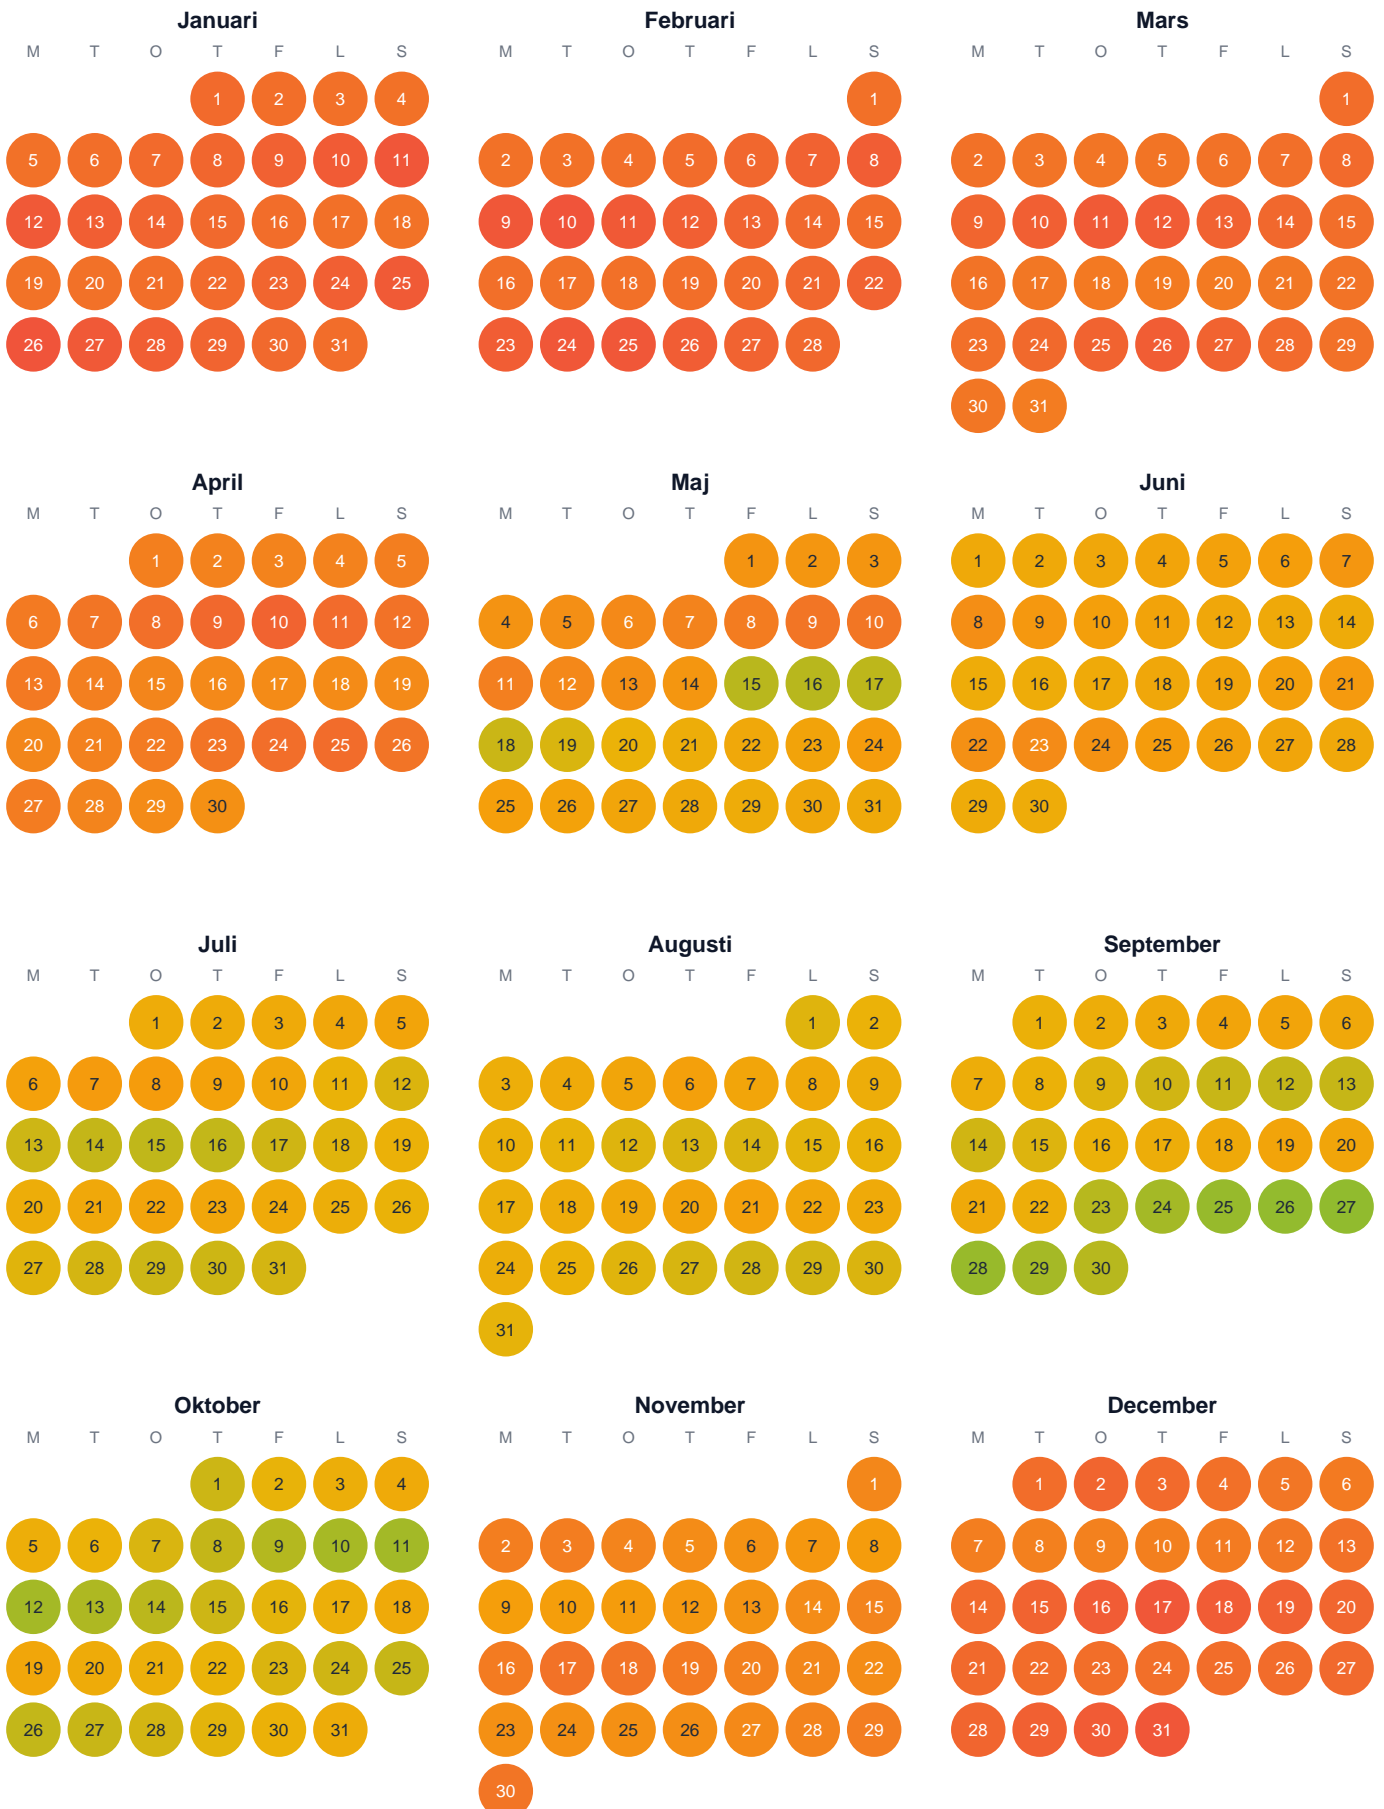 Januari Februari Mars
M T O T F L S M T O T F L S M T O T F L S
1 2 3 4 1 1
5 6 7 8 9 10 11 2 3 4 5 6 7 8 2 3 4 5 6 7 8
12 13 14 15 16 17 18 9 10 11 12 13 14 15 9 10 11 12 13 14 15
19 20 21 22 23 24 25 16 17 18 19 20 21 22 16 17 18 19 20 21 22
26 27 28 29 30 31 23 24 25 26 27 28 23 24 25 26 27 28 29
30 31
April Maj Juni
M T O T F L S M T O T F L S M T O T F L S
1 2 3 4 5 1 2 3 1 2 3 4 5 6 7
6 7 8 9 10 11 12 4 5 6 7 8 9 10 8 9 10 11 12 13 14
13 14 15 16 17 18 19 11 12 13 14 15 16 17 15 16 17 18 19 20 21
20 21 22 23 24 25 26 18 19 20 21 22 23 24 22 23 24 25 26 27 28
27 28 29 30 25 26 27 28 29 30 31 29 30
Juli Augusti September
M T O T F L S M T O T F L S M T O T F L S
1 2 3 4 5 1 2 1 2 3 4 5 6
6 7 8 9 10 11 12 3 4 5 6 7 8 9 7 8 9 10 11 12 13
13 14 15 16 17 18 19 10 11 12 13 14 15 16 14 15 16 17 18 19 20
20 21 22 23 24 25 26 17 18 19 20 21 22 23 21 22 23 24 25 26 27
27 28 29 30 31 24 25 26 27 28 29 30 28 29 30
31
Oktober November December
M T O T F L S M T O T F L S M T O T F L S
1 2 3 4 1 1 2 3 4 5 6
5 6 7 8 9 10 11 2 3 4 5 6 7 8 7 8 9 10 11 12 13
12 13 14 15 16 17 18 9 10 11 12 13 14 15 14 15 16 17 18 19 20
19 20 21 22 23 24 25 16 17 18 19 20 21 22 21 22 23 24 25 26 27
26 27 28 29 30 31 23 24 25 26 27 28 29 28 29 30 31
30